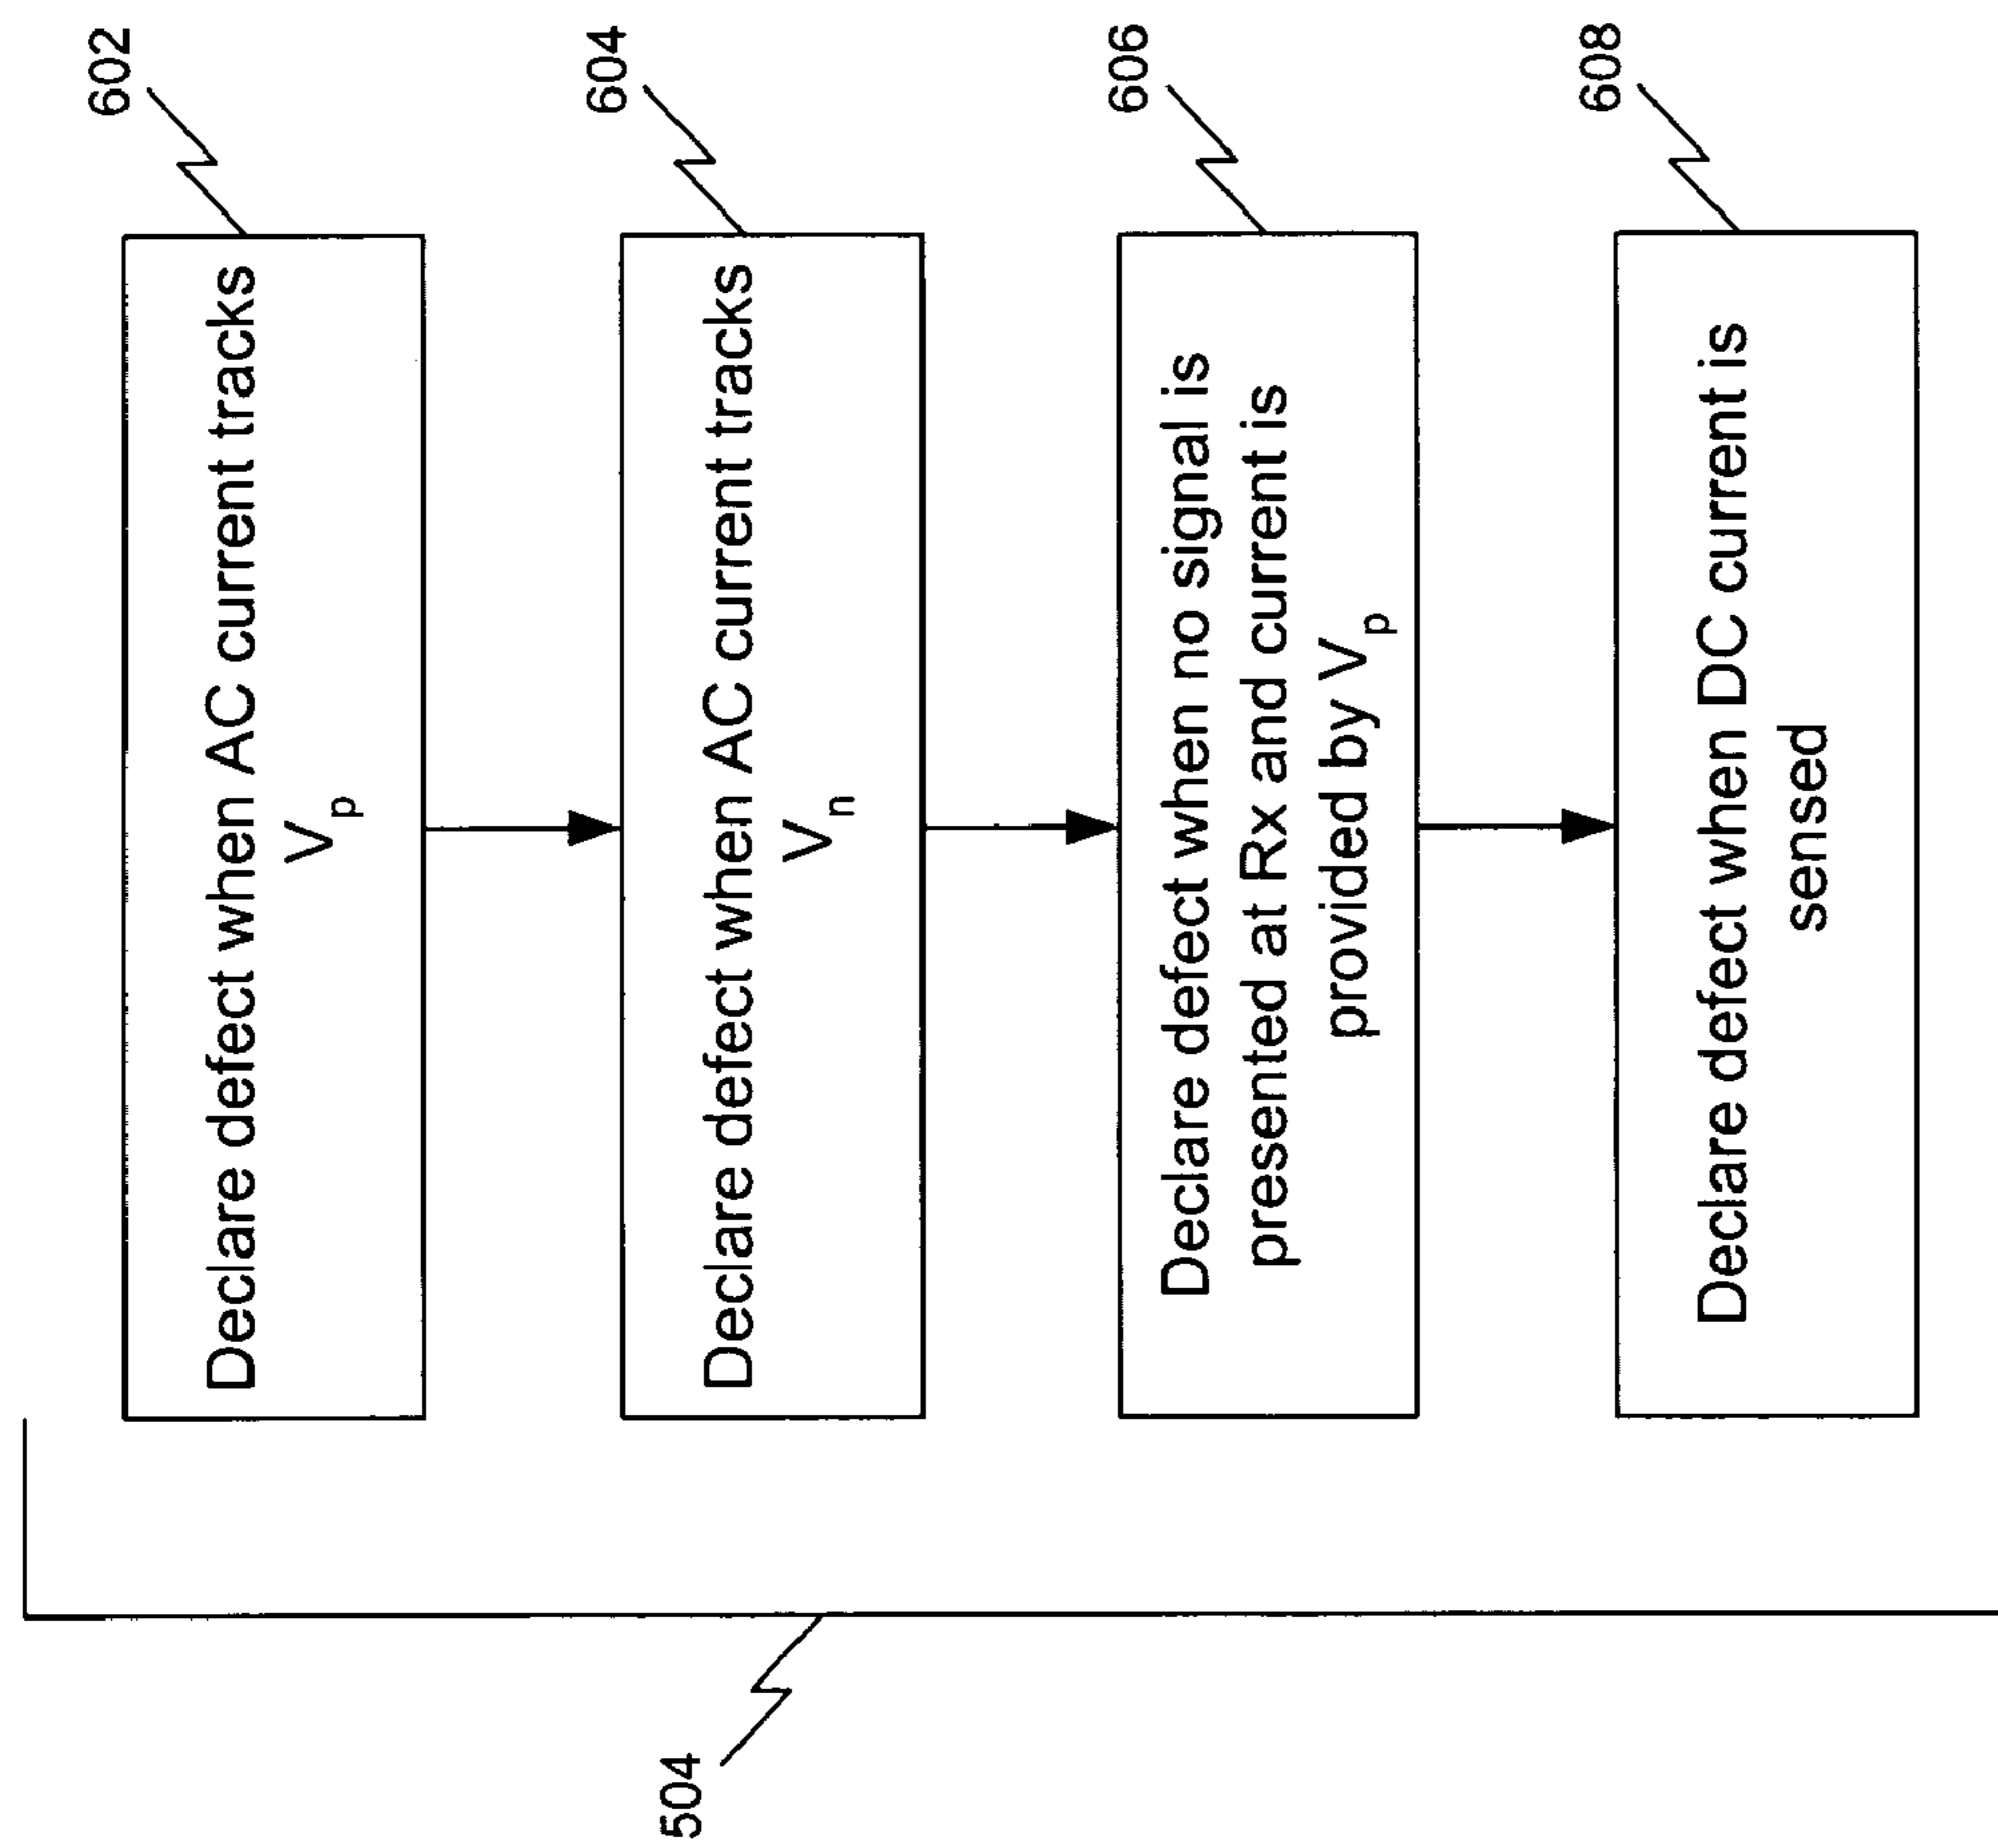 602
Declare defect when AC current tracks
Vp
604
Declare defect when AC current tracks
Vn
606
Declare defect when no signal is
presented at Rx and current is
provided by Vp
608
Declare defect when DC current is
sensed
504